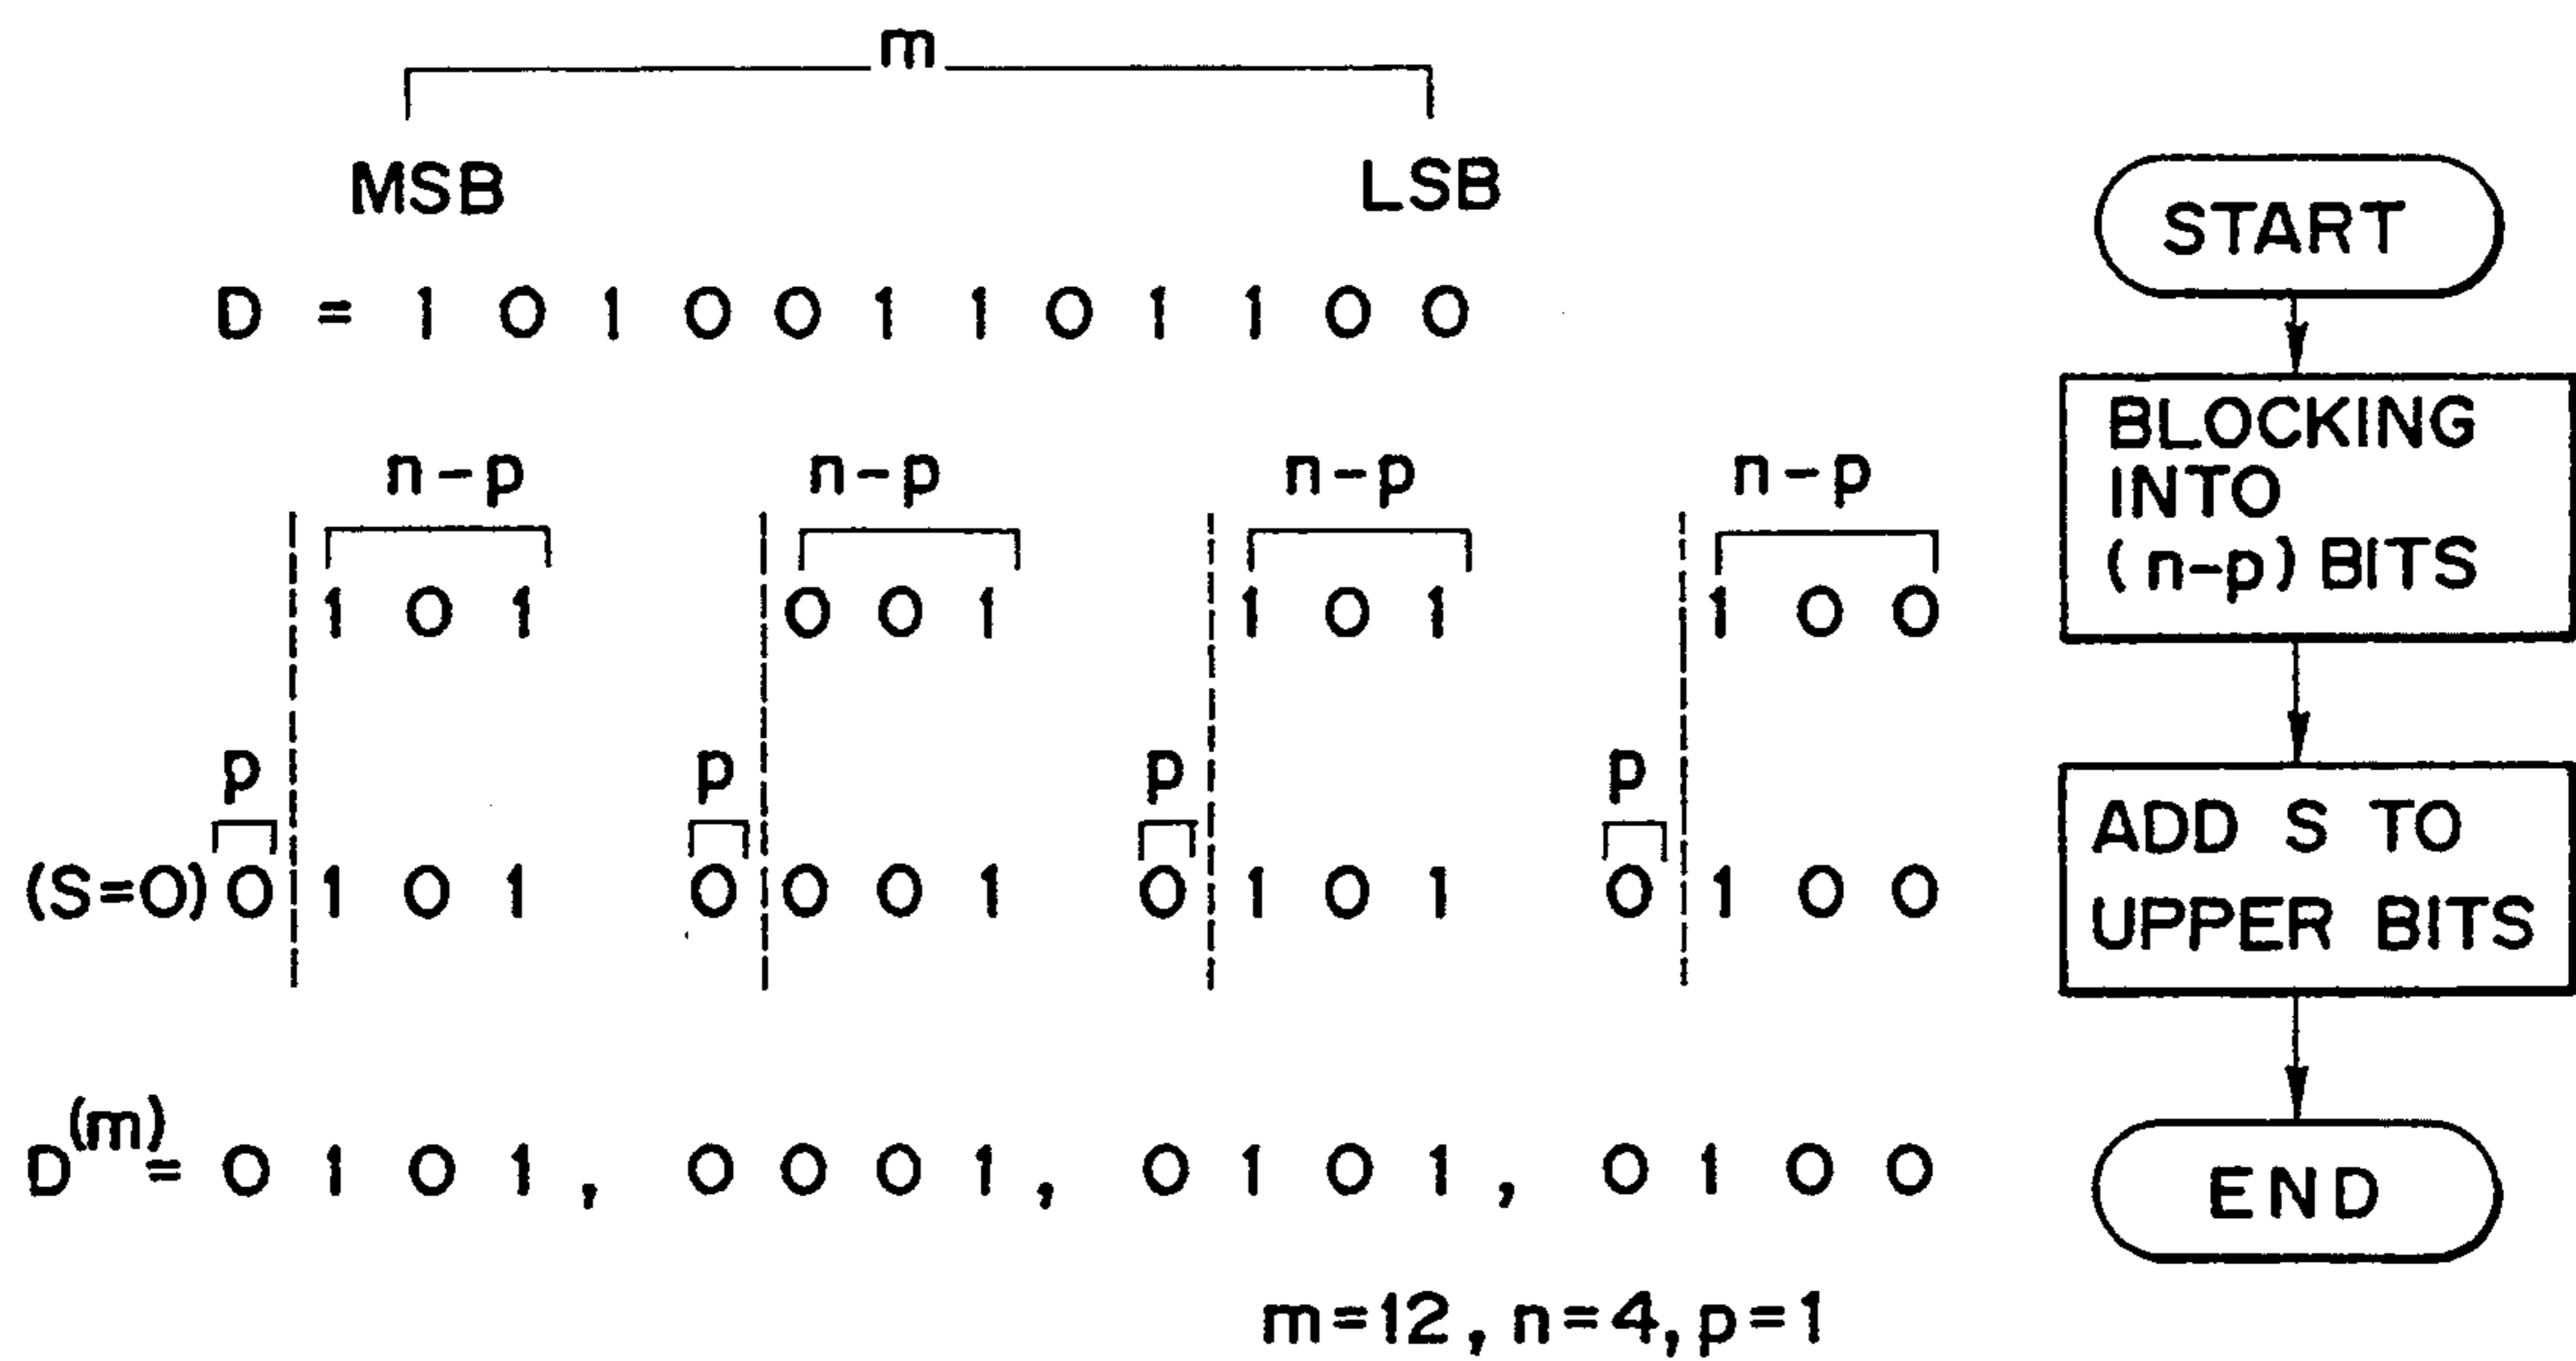 m
MSB LSB
D = 1 0 1 0 0 1 1 0 1 1 0 0
n-p n-p n-p n-p
1 0 1 0 0 1 1 0 1 1 0 0
p p p p
(S=0) 0 1 0 1 0 0 0 1 0 1 0 1 0 1 0 0
D(m)= 0 1 0 1, 0 0 0 1, 0 1 0 1, 0 1 0 0
m=12, n=4, p=1
START
BLOCKING
INTO
(n-p) BITS
ADD S TO
UPPER BITS
END